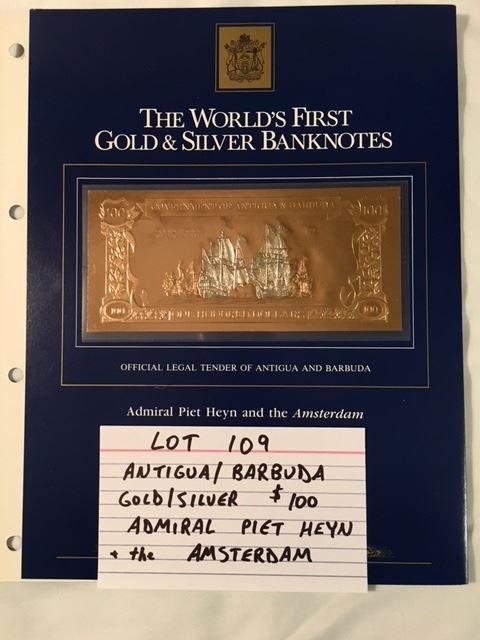 THE WORLD'S FIRST
GOLD & SILVER BANKNOTES
100 GOVERNMENT OF ANTIGUA & BARBUDA 100
100 ONE HUNDRED DOLLARS 100
OFFICIAL LEGAL TENDER OF ANTIGUA AND BARBUDA
Admiral Piet Heyn and the Amsterdam
LOT 109
ANTIGUA/BARBUDA
GOLD/SILVER $100
ADMIRAL PIET HEYN
+ the AMSTERDAM